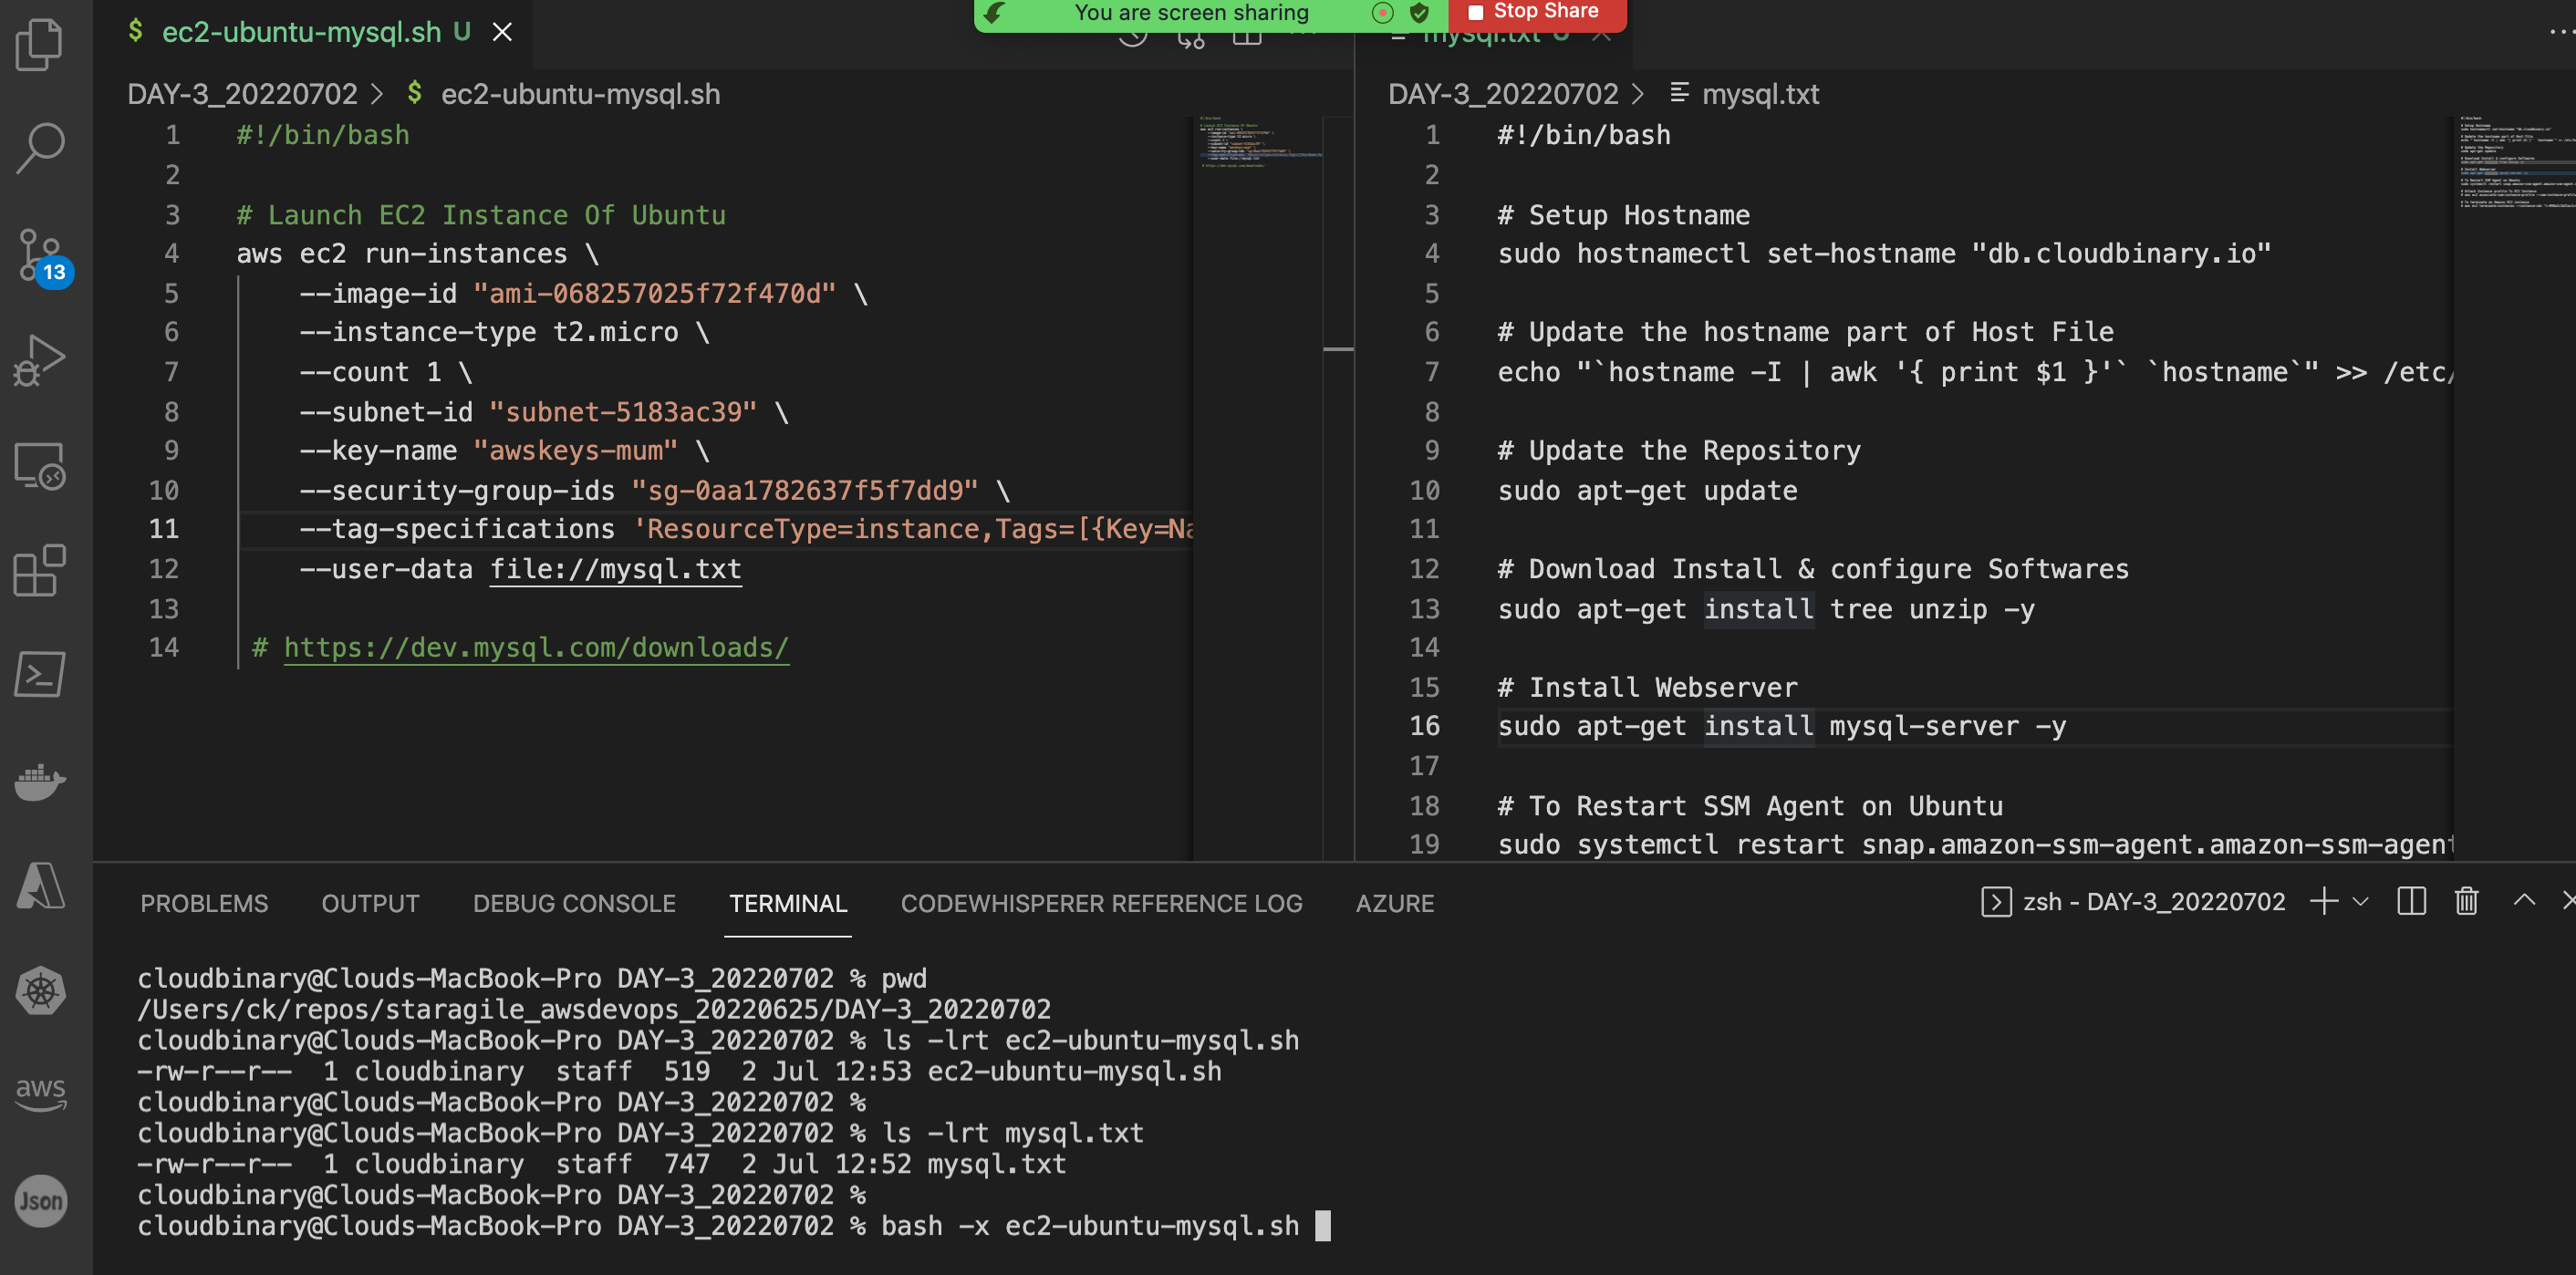 You are screen sharing
Stop Share
$ ec2-ubuntu-mysql.sh U
mysql.txt U
DAY-3_20220702 > $ ec2-ubuntu-mysql.sh
1 #!/bin/bash
2
3 # Launch EC2 Instance Of Ubuntu
4 aws ec2 run-instances \
5 --image-id "ami-068257025f72f470d" \
6 --instance-type t2.micro \
7 --count 1 \
8 --subnet-id "subnet-5183ac39" \
9 --key-name "awskeys-mum" \
10 --security-group-ids "sg-0aa1782637f5f7dd9" \
11 --tag-specifications 'ResourceType=instance,Tags=[{Key=Na
12 --user-data file://mysql.txt
13
14 # https://dev.mysql.com/downloads/
DAY-3_20220702 > mysql.txt
1 #!/bin/bash
2
3 # Setup Hostname
4 sudo hostnamectl set-hostname "db.cloudbinary.io"
5
6 # Update the hostname part of Host File
7 echo "`hostname -I | awk '{ print $1 }'` `hostname`" >> /etc/
8
9 # Update the Repository
10 sudo apt-get update
11
12 # Download Install & configure Softwares
13 sudo apt-get install tree unzip -y
14
15 # Install Webserver
16 sudo apt-get install mysql-server -y
17
18 # To Restart SSM Agent on Ubuntu
19 sudo systemctl restart snap.amazon-ssm-agent.amazon-ssm-agent
13
aws
Json
PROBLEMS OUTPUT DEBUG CONSOLE TERMINAL CODEWHISPERER REFERENCE LOG AZURE
zsh - DAY-3_20220702
cloudbinary@Clouds-MacBook-Pro DAY-3_20220702 % pwd
/Users/ck/repos/staragile_awsdevops_20220625/DAY-3_20220702
cloudbinary@Clouds-MacBook-Pro DAY-3_20220702 % ls -lrt ec2-ubuntu-mysql.sh
-rw-r--r-- 1 cloudbinary staff 519 2 Jul 12:53 ec2-ubuntu-mysql.sh
cloudbinary@Clouds-MacBook-Pro DAY-3_20220702 %
cloudbinary@Clouds-MacBook-Pro DAY-3_20220702 % ls -lrt mysql.txt
-rw-r--r-- 1 cloudbinary staff 747 2 Jul 12:52 mysql.txt
cloudbinary@Clouds-MacBook-Pro DAY-3_20220702 %
cloudbinary@Clouds-MacBook-Pro DAY-3_20220702 % bash -x ec2-ubuntu-mysql.sh